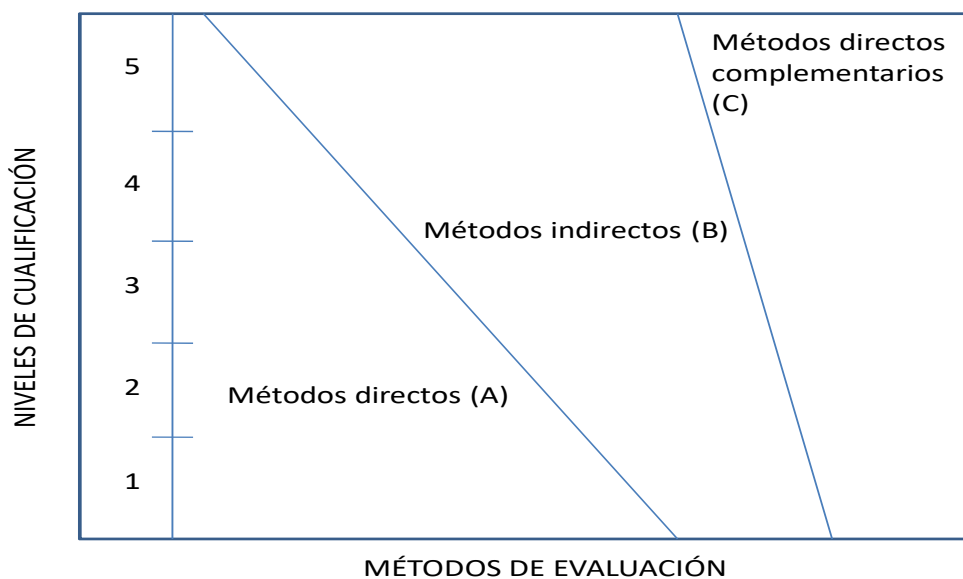 NIVELES DE CUALIFICACIÓN
5
4
3
2
1
Métodos directos
complementarios
(C)
Métodos indirectos (B)
Métodos directos (A)
MÉTODOS DE EVALUACIÓN